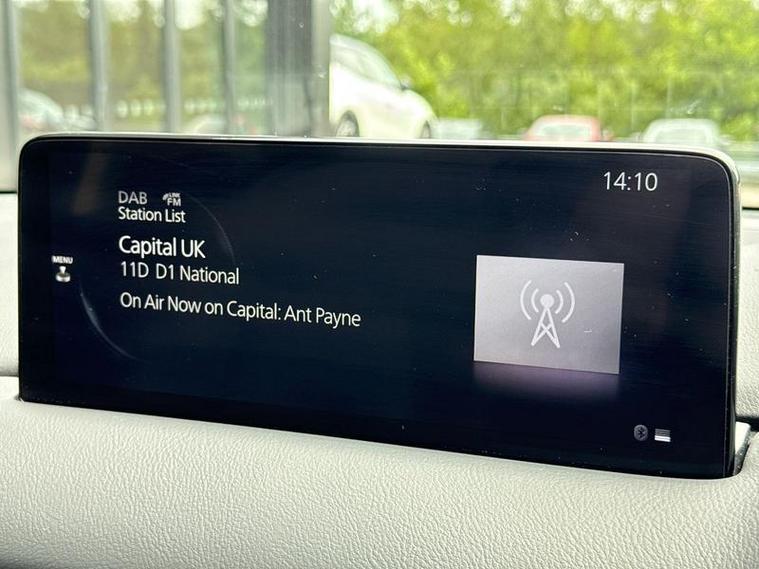 14:10
DAB LINK FM
Station List
Capital UK
MENU
11D D1 National
On Air Now on Capital: Ant Payne